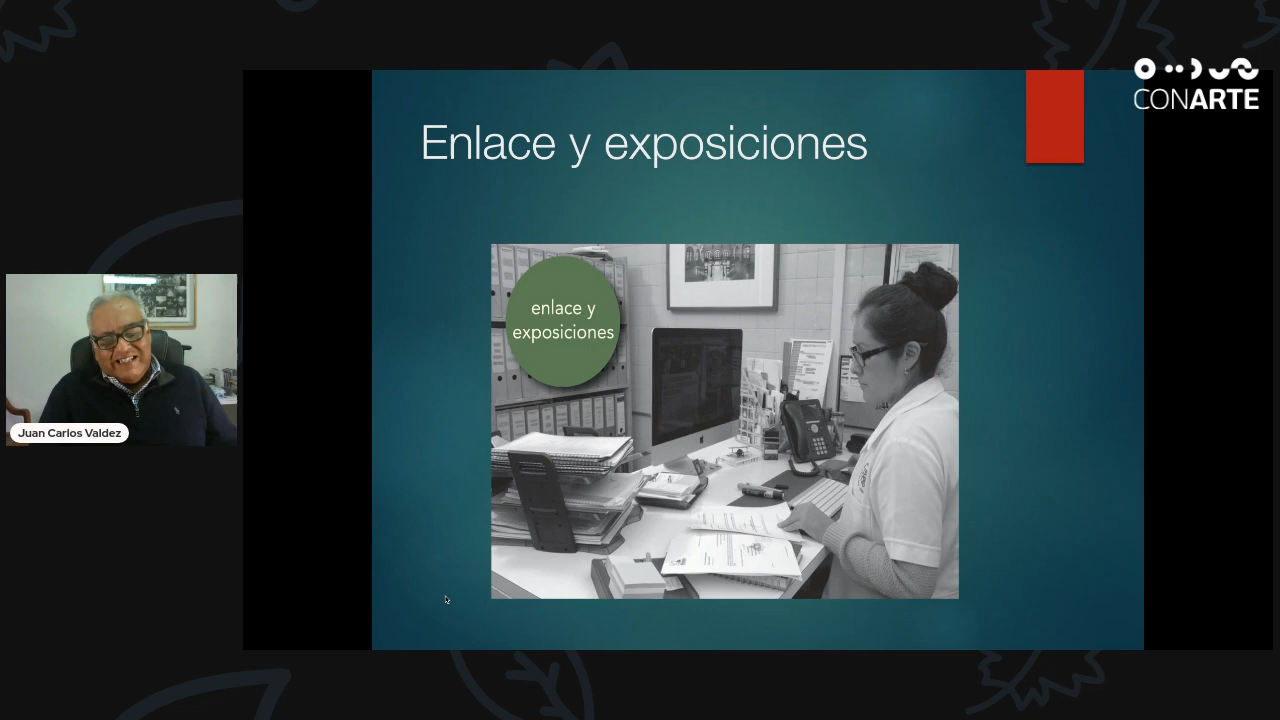 CONARTE
Enlace y exposiciones
enlace y
exposiciones
Juan Carlos Valdez